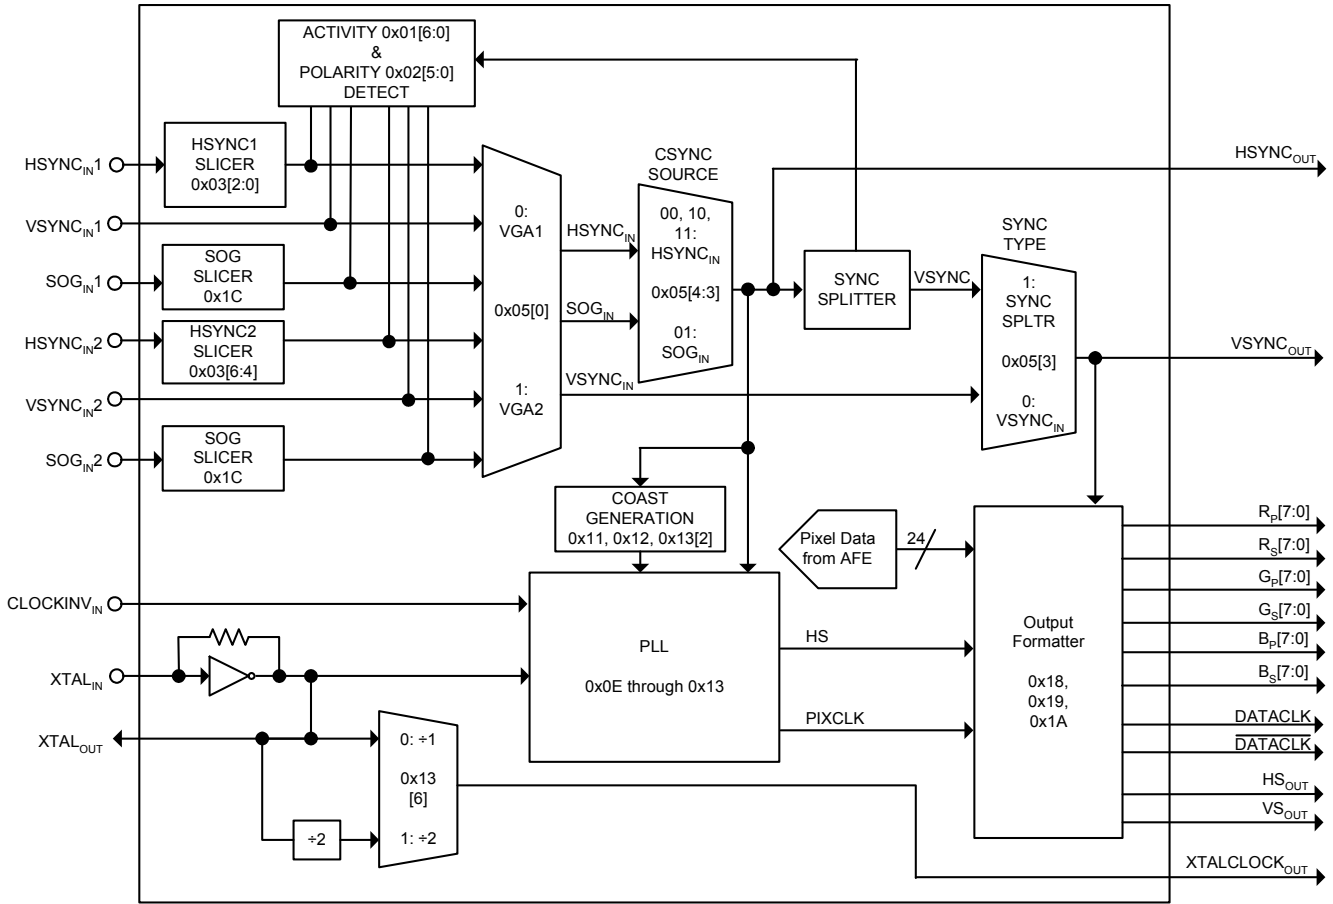 ACTIVITY 0x01[6:0]
&
POLARITY 0x02[5:0]
DETECT
HSYNCIN1
HSYNC1
SLICER
0x03[2:0]
VSYNCIN1
SOGIN1
SOG
SLICER
0x1C
HSYNCIN2
HSYNC2
SLICER
0x03[6:4]
VSYNCIN2
SOGIN2
SOG
SLICER
0x1C
0:
VGA1
0x05[0]
1:
VGA2
HSYNCIN
SOGIN
VSYNCIN
CSYNC
SOURCE
00, 10,
11:
HSYNCIN
0x05[4:3]
01:
SOGIN
SYNC
SPLITTER
VSYNC
SYNC
TYPE
1:
SYNC
SPLTR
0x05[3]
0:
VSYNCIN
HSYNCOUT
VSYNCOUT
COAST
GENERATION
0x11, 0x12, 0x13[2]
Pixel Data
from AFE
24
CLOCKINVIN
XTALIN
XTALOUT
PLL
0x0E through 0x13
HS
PIXCLK
0: ÷1
0x13
[6]
1: ÷2
÷2
Output
Formatter
0x18,
0x19,
0x1A
RP[7:0]
RS[7:0]
GP[7:0]
GS[7:0]
BP[7:0]
BS[7:0]
DATACLK
DATACLK
HSOUT
VSOUT
XTALCLOCKOUT